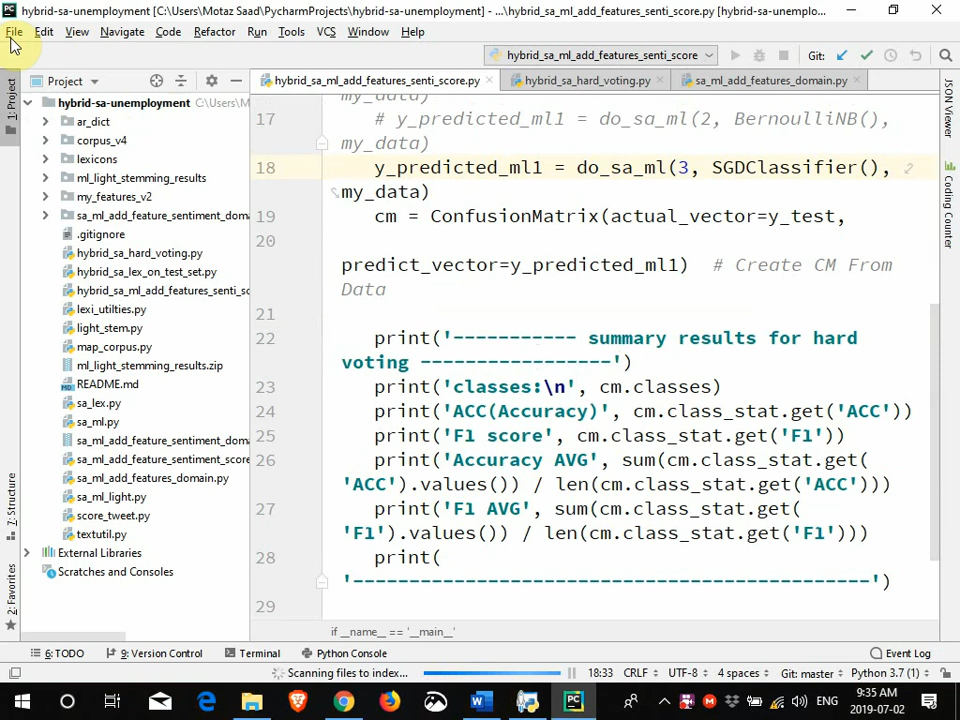 hybrid-sa-unemployment [C:\Users\Motaz Saad\PycharmProjects\hybrid-sa-unemployment] - ...\hybrid_sa_ml_add_features_senti_score.py [hybrid-sa-unemplo...
File Edit View Navigate Code Refactor Run Tools VCS Window Help
hybrid_sa_ml_add_features_senti_score Git:
1: Project
Project
hybrid_sa_ml_add_features_senti_score.py hybrid_sa_hard_voting.py sa_ml_add_features_domain.py
JSON Viewer
Coding Counter
7: Structure
2: Favorites
hybrid-sa-unemployment C:\Users\M
ar_dict
corpus_v4
lexicons
ml_light_stemming_results
my_features_v2
sa_ml_add_feature_sentiment_doma
.gitignore
hybrid_sa_hard_voting.py
hybrid_sa_lex_on_test_set.py
hybrid_sa_ml_add_features_senti_sc
lexi_utilties.py
light_stem.py
map_corpus.py
ml_light_stemming_results.zip
README.md
sa_lex.py
sa_ml.py
sa_ml_add_feature_sentiment_doma
sa_ml_add_feature_sentiment_score
sa_ml_add_features_domain.py
sa_ml_light.py
score_tweet.py
textutil.py
External Libraries
Scratches and Consoles
my_data)
17 # y_predicted_ml1 = do_sa_ml(2, BernoulliNB(),
my_data)
18 y_predicted_ml1 = do_sa_ml(3, SGDClassifier(),
my_data)
19 cm = ConfusionMatrix(actual_vector=y_test,
20
predict_vector=y_predicted_ml1) # Create CM From
Data
21
22 print('----------- summary results for hard
voting -----------------')
23 print('classes:\n', cm.classes)
24 print('ACC(Accuracy)', cm.class_stat.get('ACC'))
25 print('F1 score', cm.class_stat.get('F1'))
26 print('Accuracy AVG', sum(cm.class_stat.get(
'ACC').values()) / len(cm.class_stat.get('ACC')))
27 print('F1 AVG', sum(cm.class_stat.get(
'F1').values()) / len(cm.class_stat.get('F1')))
28 print(
'----------------------------------------------')
29
if __name__ == '__main__'
6: TODO 9: Version Control Terminal Python Console Event Log
Scanning files to index... 18:33 CRLF UTF-8 4 spaces Git: master Python 3.7 (1)
ENG 9:35 AM
2019-07-02